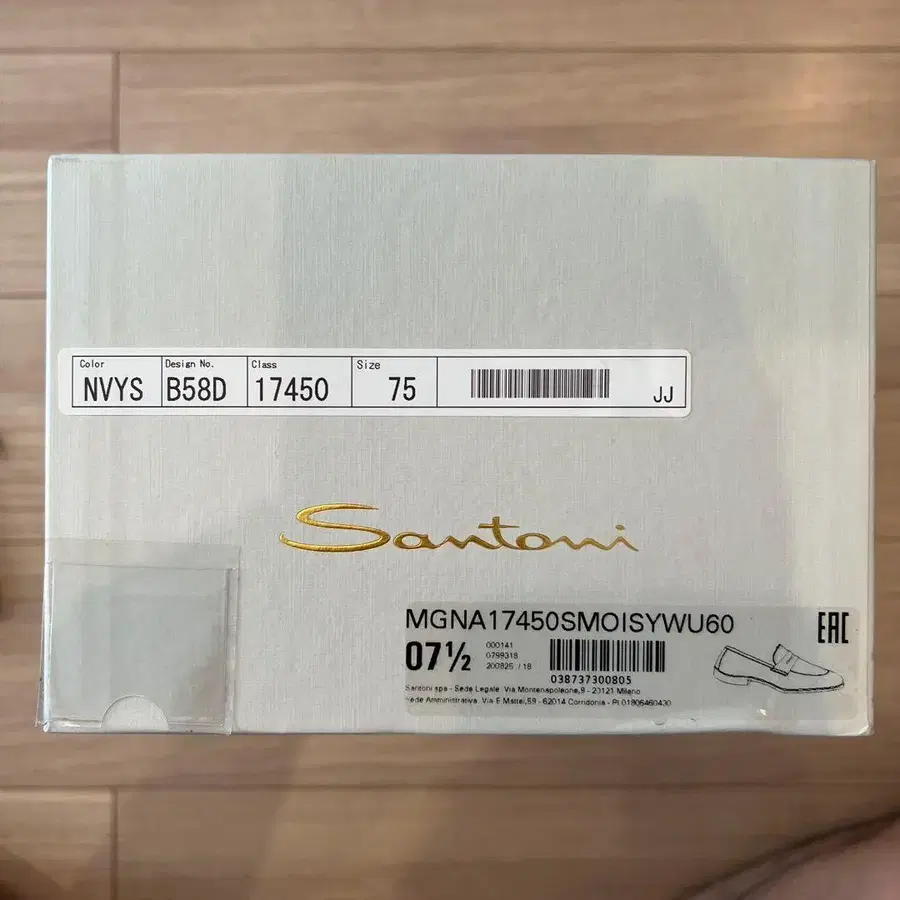 Color Design No. Class Size
NVYS B58D 17450 75 JJ
Santoni
MGNA17450SMOISYWU60
EAC
07½
000141
0799318
200825 /18
038737300805
Santoni spa - Sede Legale Via Montenapoleone,9 - 20121 Milano
Sede Amministrativa Via E Mattei,59 - 62014 Corridonia - PI 01806460430